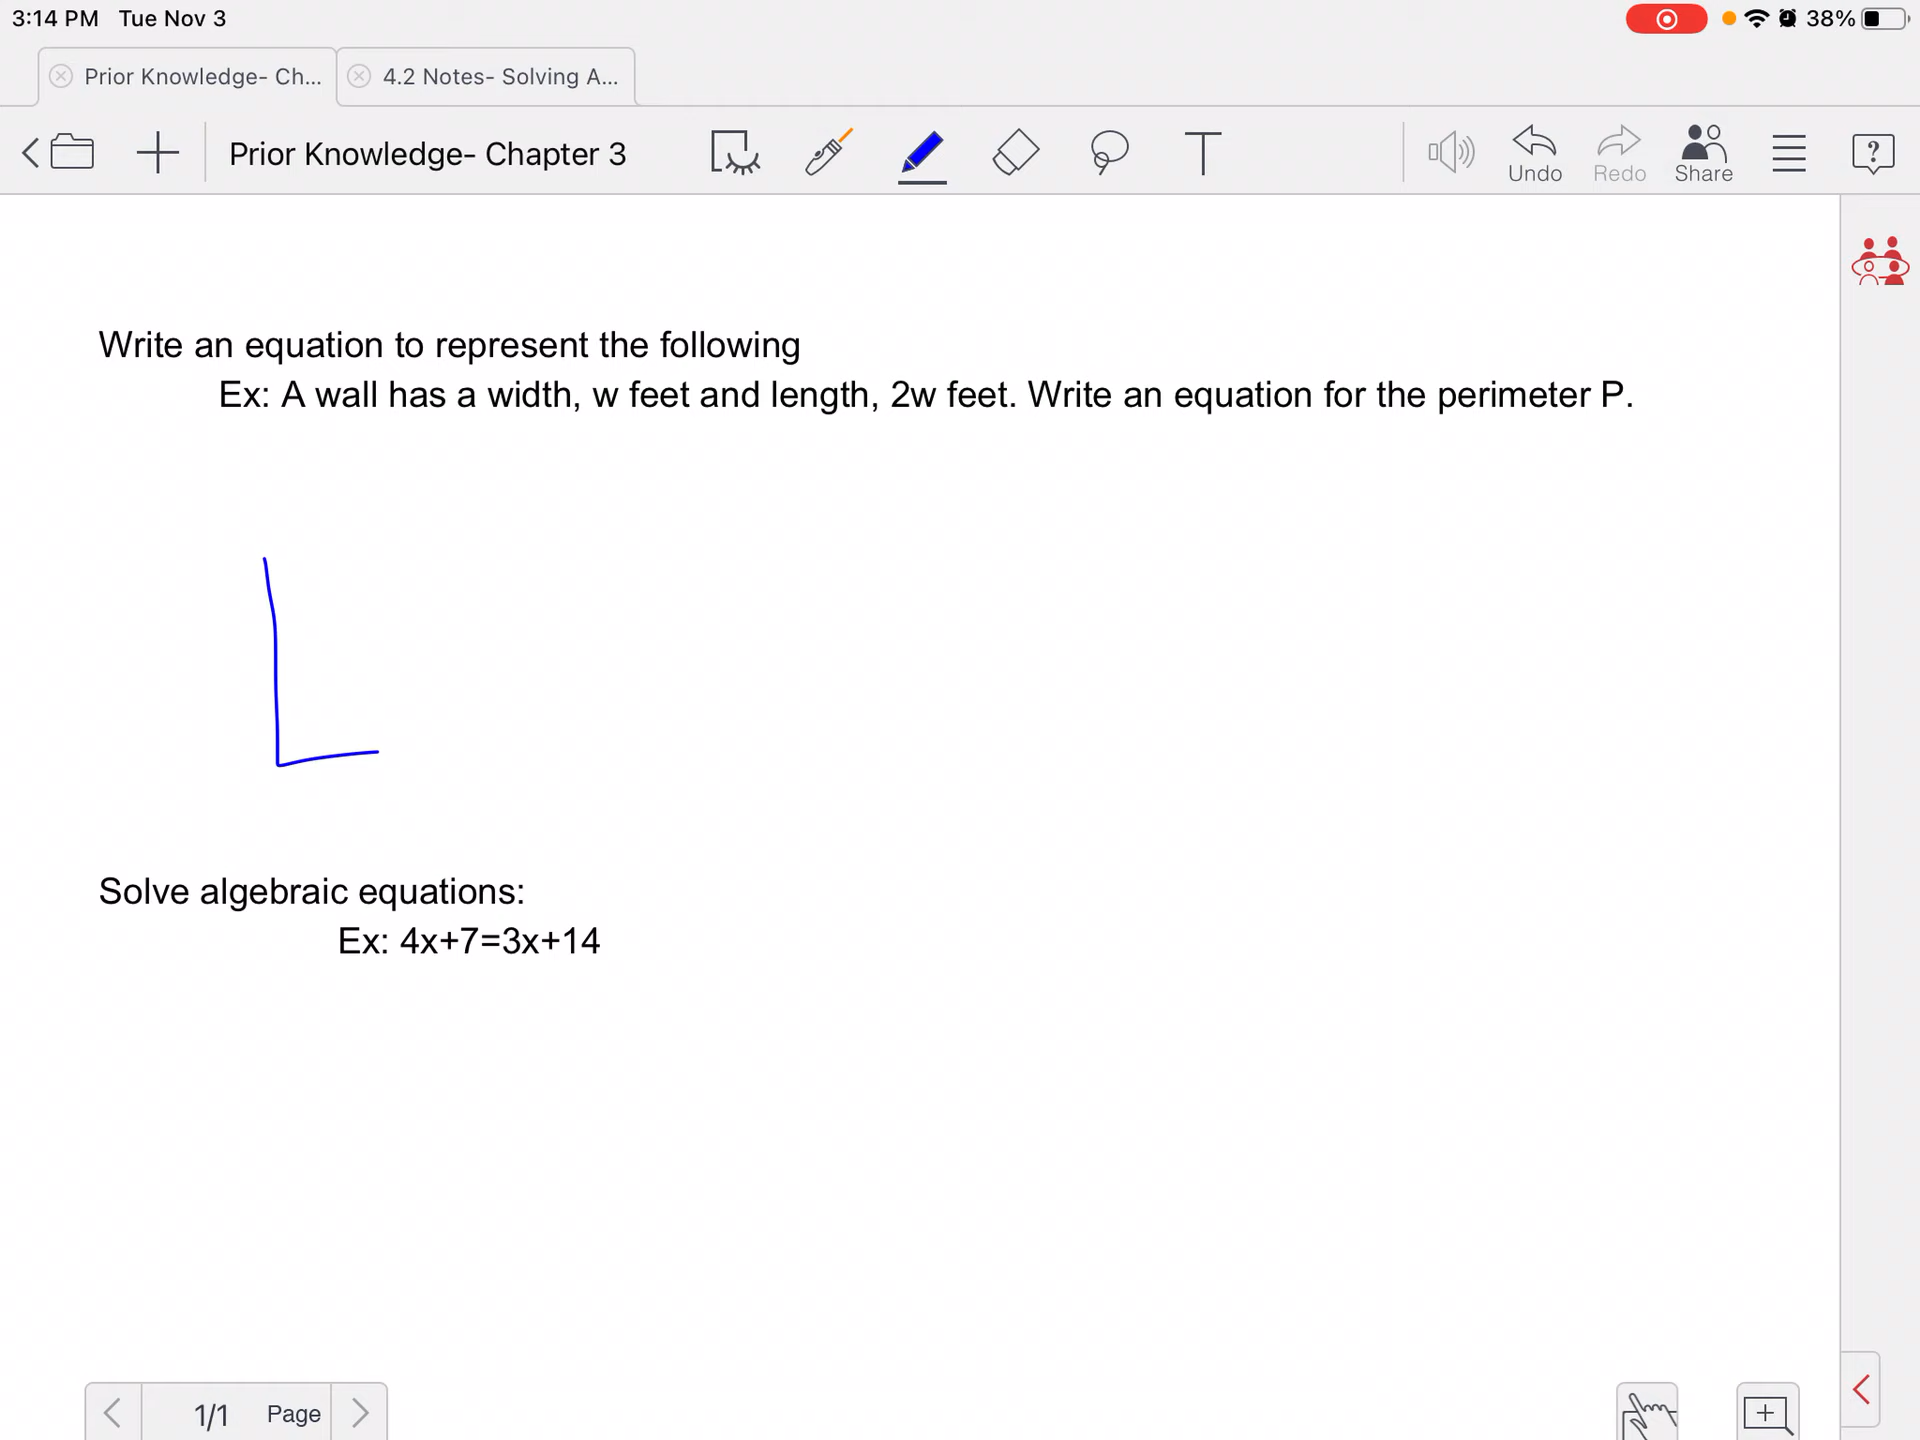 3:14 PM Tue Nov 3 38%
Prior Knowledge- Ch... 4.2 Notes- Solving A...
Prior Knowledge- Chapter 3 T Undo Redo Share ?
Write an equation to represent the following
Ex: A wall has a width, w feet and length, 2w feet. Write an equation for the perimeter P.
Solve algebraic equations:
Ex: 4x+7=3x+14
1/1 Page